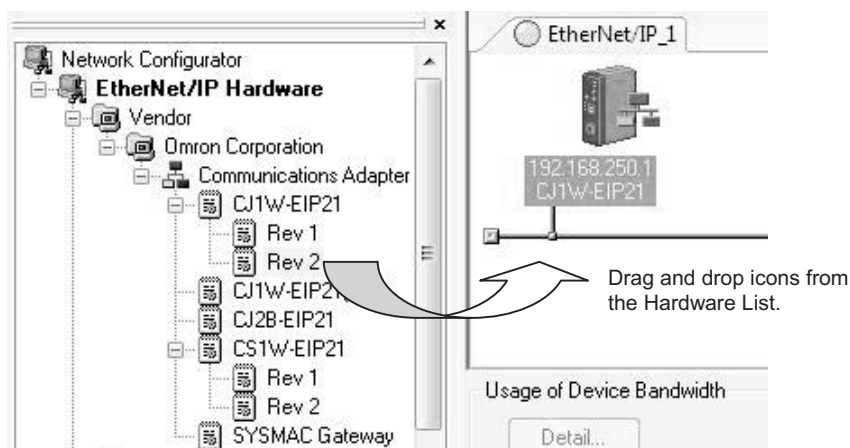 Network Configurator
EtherNet/IP Hardware
Vendor
Omron Corporation
Communications Adapter
CJ1W-EIP21
Rev 1
Rev 2
CJ1W-EIP21
CJ2B-EIP21
CS1W-EIP21
Rev 1
Rev 2
SYSMAC Gateway
EtherNet/IP_1
192.168.250.1
CJ1W-EIP21
Drag and drop icons from
the Hardware List.
Usage of Device Bandwidth
Detail...